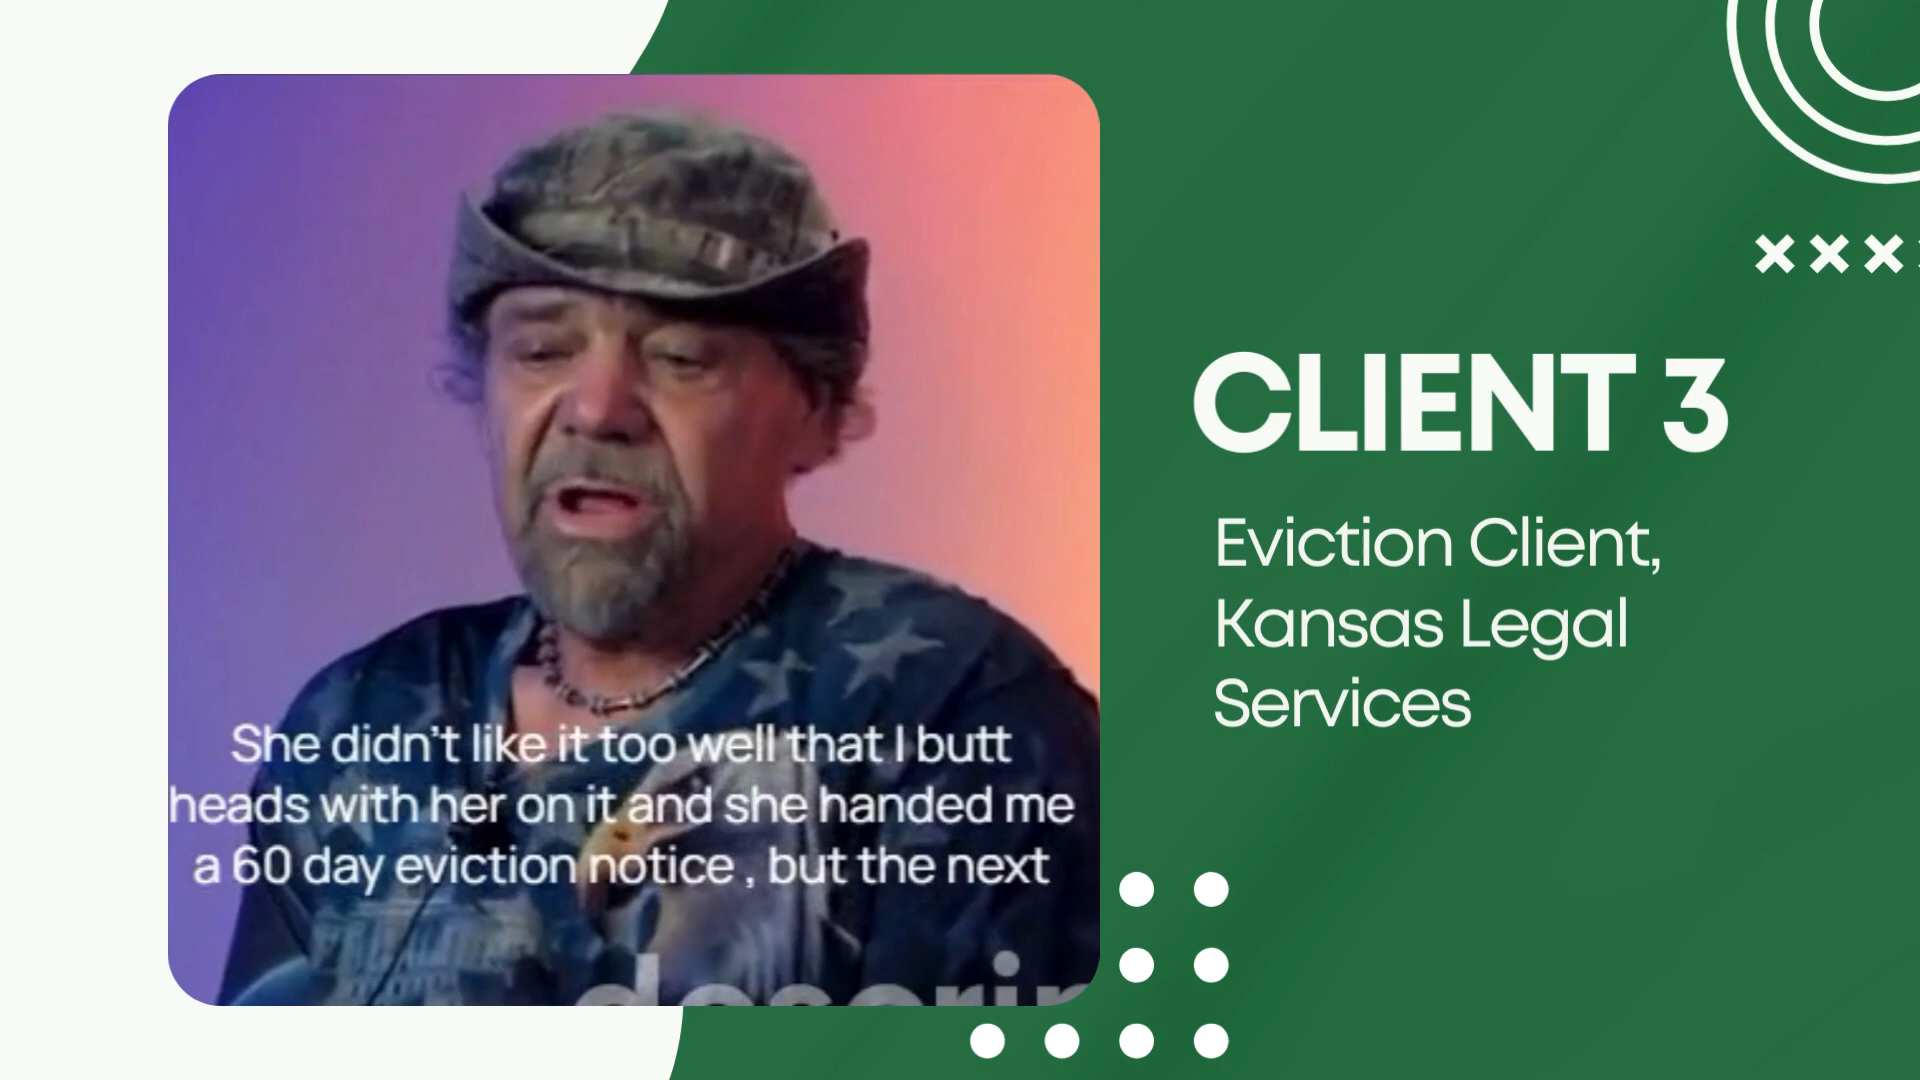 She didn't like it too well that I butt
heads with her on it and she handed me
a 60 day eviction notice , but the next
CLIENT 3
Eviction Client,
Kansas Legal
Services